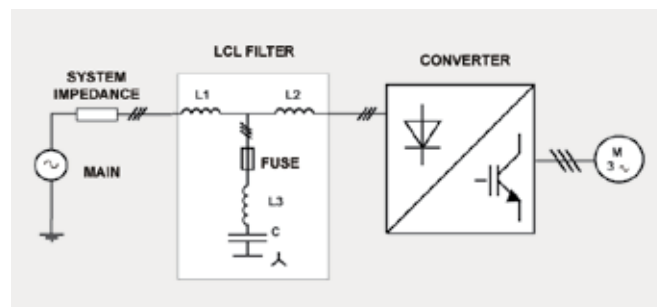 LCL FILTER
CONVERTER
SYSTEM
IMPEDANCE
L1
L2
MAIN
FUSE
L3
C
M
3 ~